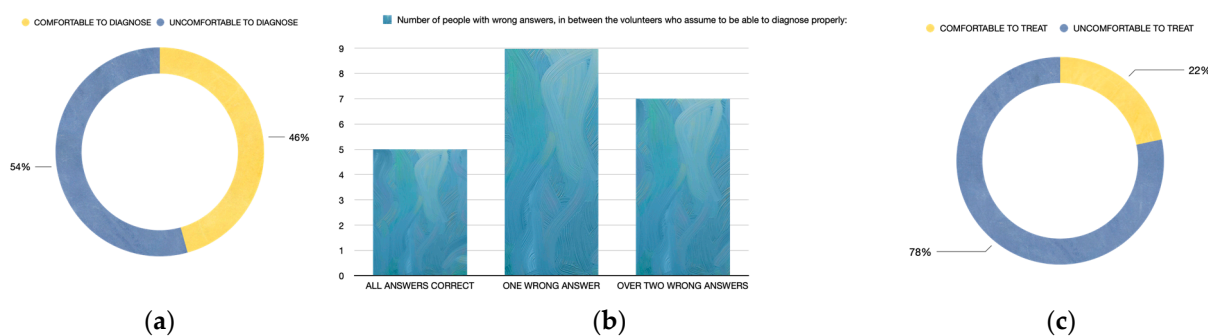 COMFORTABLE TO DIAGNOSE UNCOMFORTABLE TO DIAGNOSE
46%
54%
(a)
Number of people with wrong answers, in between the volunteers who assume to be able to diagnose properly:
9
8
7
6
5
4
3
2
1
0
ALL ANSWERS CORRECT ONE WRONG ANSWER OVER TWO WRONG ANSWERS
(b)
COMFORTABLE TO TREAT UNCOMFORTABLE TO TREAT
22%
78%
(c)